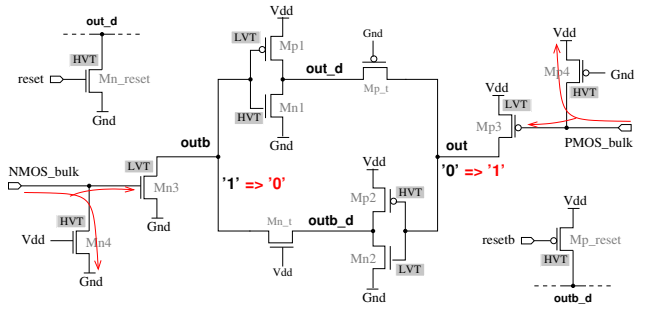 out_d
HVT
reset
Mn_reset
Gnd
Vdd
LVT
Mp1
out_d
HVT
Mn1
Gnd
Gnd
Mp_t
Vdd
Mp4
Gnd
HVT
Vdd
LVT
Mp3
PMOS_bulk
outb
out
NMOS_bulk
LVT
Mn3
Gnd
'1' => '0'
'0' => '1'
HVT
Vdd
Mn4
Gnd
Mn_t
outb_d
Vdd
Vdd
Mp2
HVT
Mn2
LVT
Gnd
Vdd
resetb
Mp_reset
HVT
outb_d